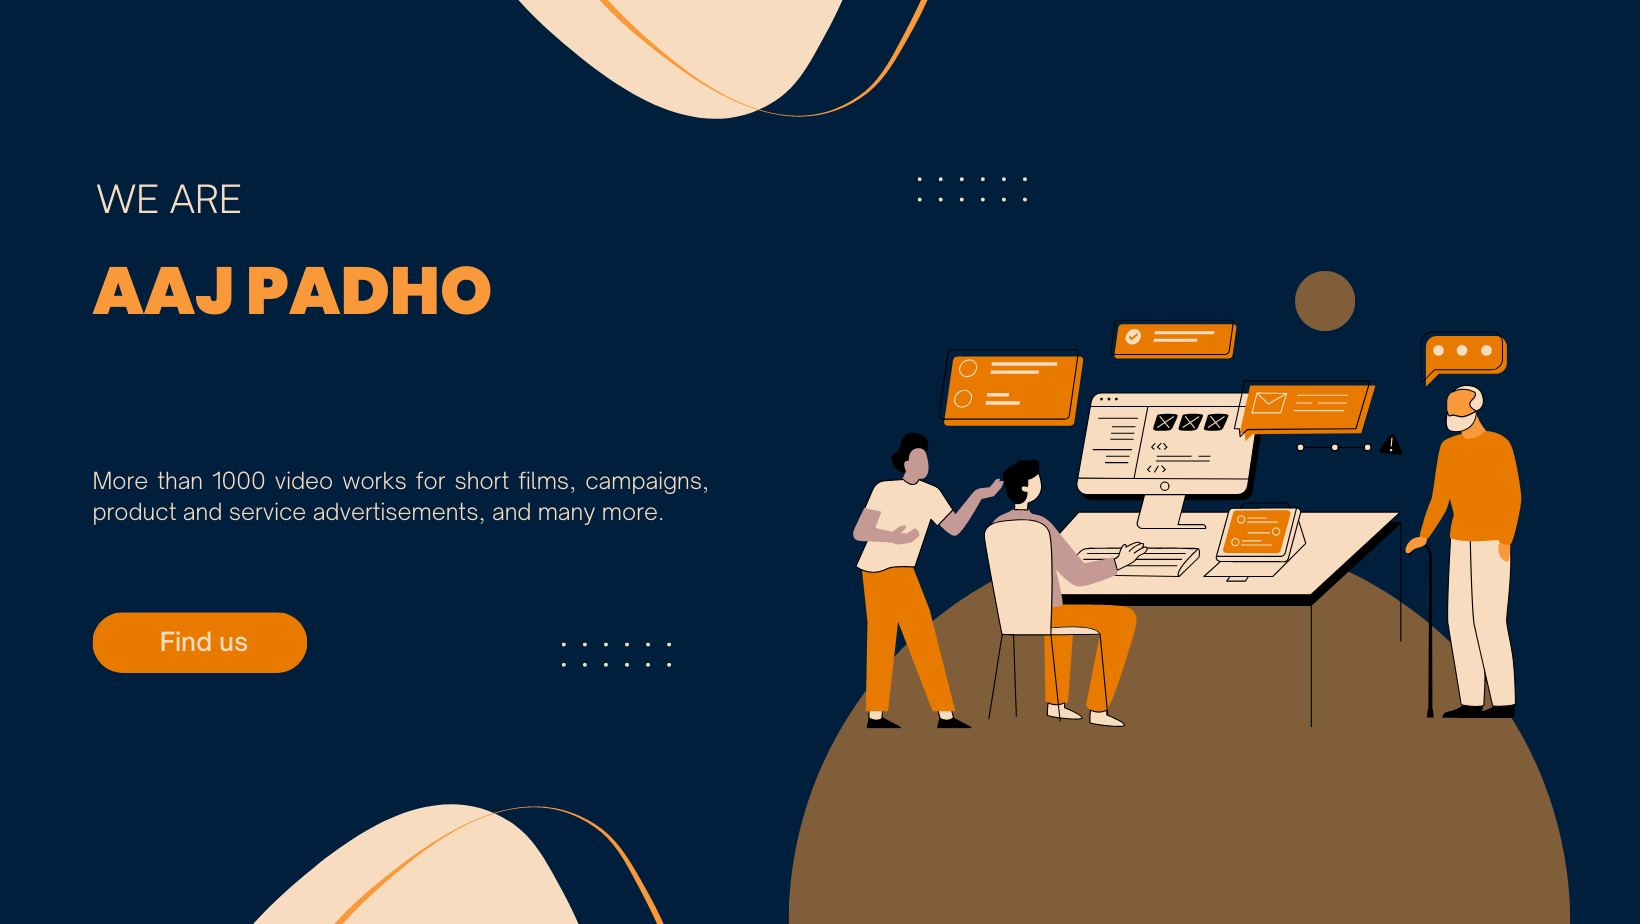 WE ARE
AAJ PADHO
More than 1000 video works for short films, campaigns,
product and service advertisements, and many more.
Find us